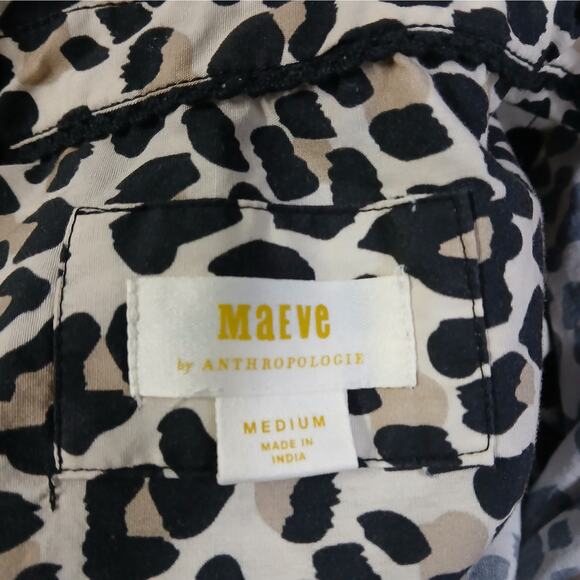 MaEve
by ANTHROPOLOGIE
MEDIUM
MADE IN
INDIA